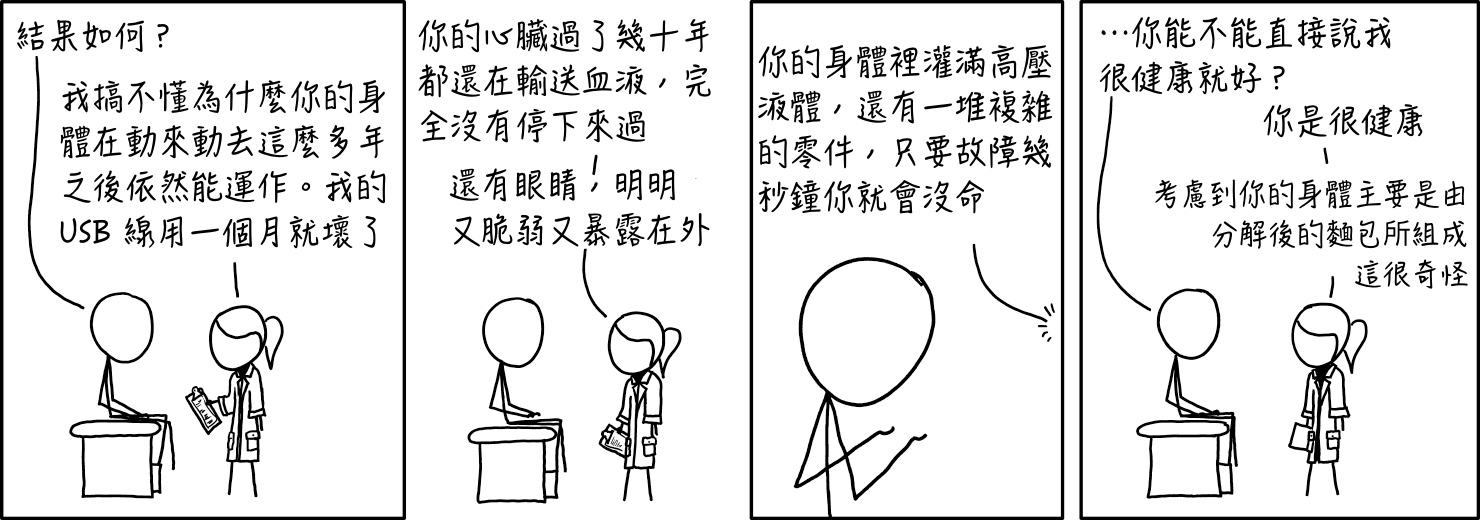 結果如何？
我搞不懂為什麼你的身
體在動來動去這麼多年
之後依然能運作。我的
USB 線用一個月就壞了
你的心臟過了幾十年
都還在輸送血液，完
全沒有停下來過
還有眼睛，明明
又脆弱又暴露在外
你的身體裡灌滿高壓
液體，還有一堆複雜
的零件，只要故障幾
秒鐘你就會沒命
…你能不能直接說我
很健康就好？
你是很健康
考慮到你的身體主要是由
分解後的麵包所組成
這很奇怪